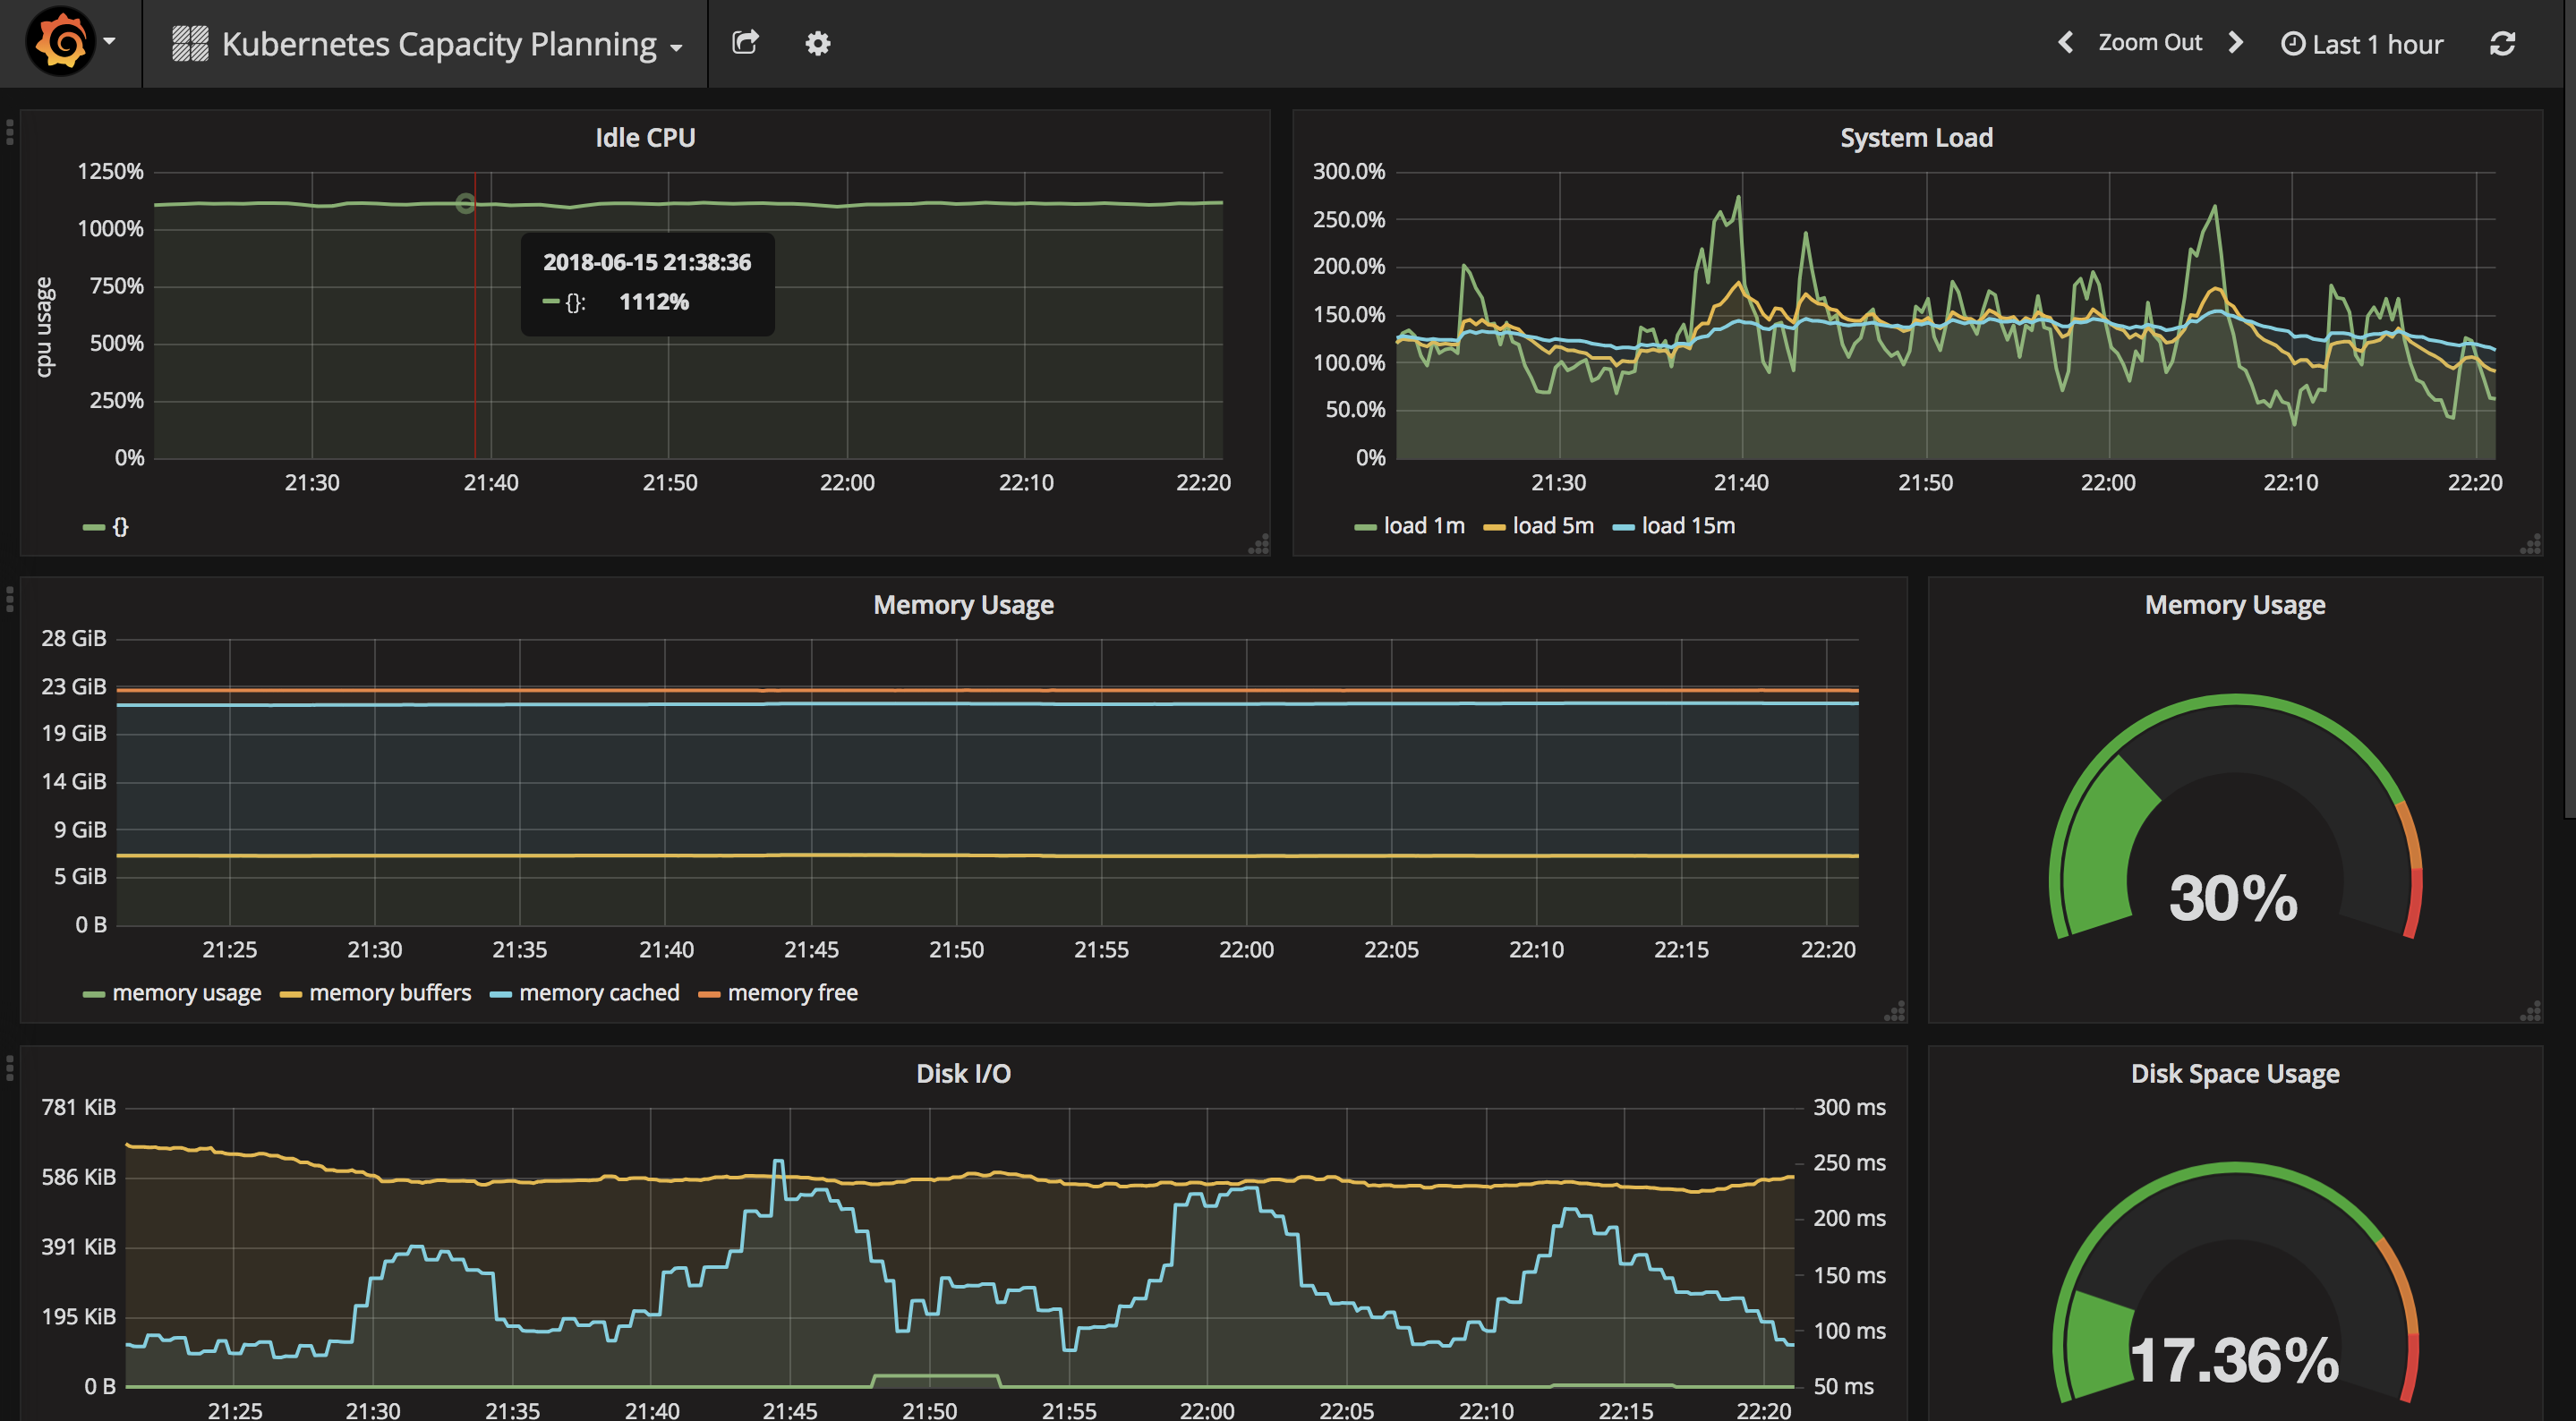 Kubernetes Capacity Planning
Zoom Out
Last 1 hour
Idle CPU
cpu usage
1250%
1000%
750%
500%
250%
0%
21:30 21:40 21:50 22:00 22:10 22:20
2018-06-15 21:38:36
{}: 1112%
{}
System Load
300.0%
250.0%
200.0%
150.0%
100.0%
50.0%
0%
21:30 21:40 21:50 22:00 22:10 22:20
load 1m load 5m load 15m
Memory Usage
28 GiB
23 GiB
19 GiB
14 GiB
9 GiB
5 GiB
0 B
21:25 21:30 21:35 21:40 21:45 21:50 21:55 22:00 22:05 22:10 22:15 22:20
memory usage memory buffers memory cached memory free
Memory Usage
30%
Disk I/O
781 KiB
586 KiB
391 KiB
195 KiB
0 B
300 ms
250 ms
200 ms
150 ms
100 ms
50 ms
21:25 21:30 21:35 21:40 21:45 21:50 21:55 22:00 22:05 22:10 22:15 22:20
Disk Space Usage
17.36%